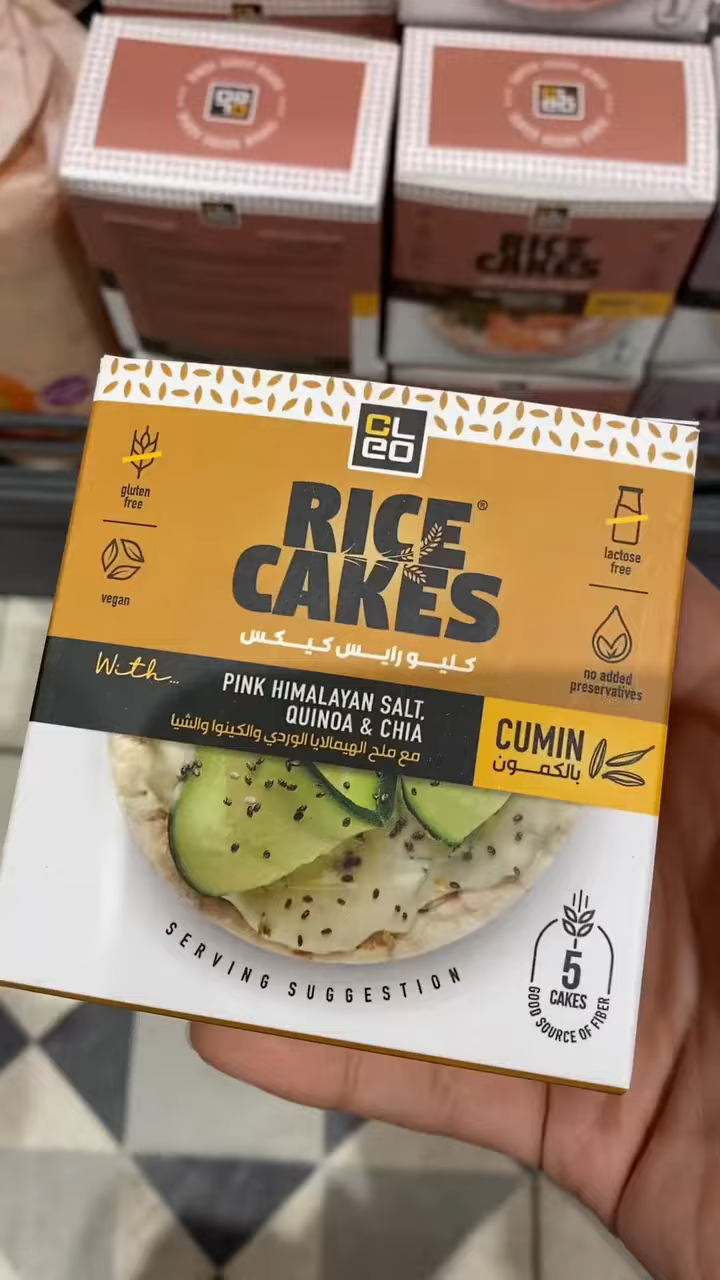 RICE
CAKES
CLEO
gluten
free
vegan
RICE®
CAKES
كليو رايس كيكس
lactose
free
no added
preservatives
With...
PINK HIMALAYAN SALT,
QUINOA & CHIA
مع ملح الهيمالايا الوردي والكينوا والشيا
CUMIN
بالكمون
SERVING SUGGESTION
5
CAKES
GOOD SOURCE OF FIBER